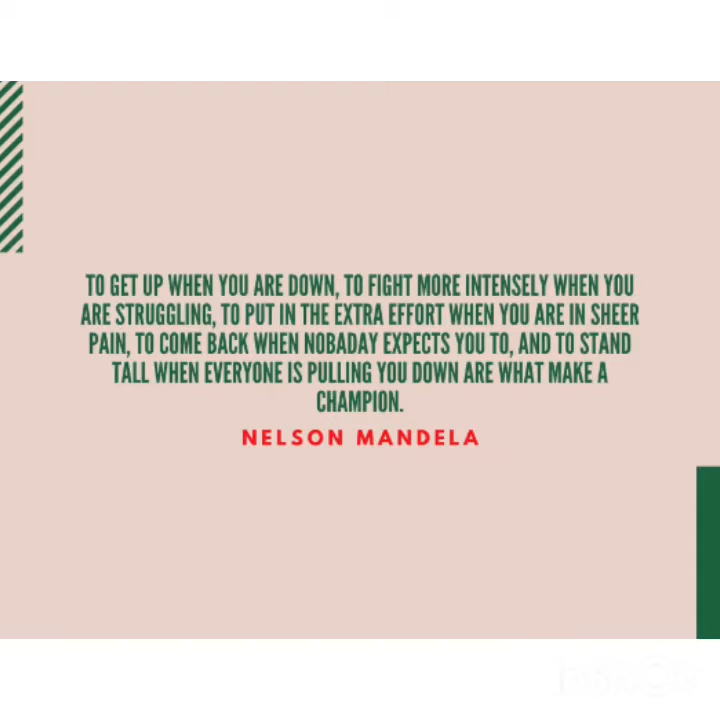 TO GET UP WHEN YOU ARE DOWN, TO FIGHT MORE INTENSELY WHEN YOU
ARE STRUGGLING, TO PUT IN THE EXTRA EFFORT WHEN YOU ARE IN SHEER
PAIN, TO COME BACK WHEN NOBADAY EXPECTS YOU TO, AND TO STAND
TALL WHEN EVERYONE IS PULLING YOU DOWN ARE WHAT MAKE A
CHAMPION.
NELSON MANDELA